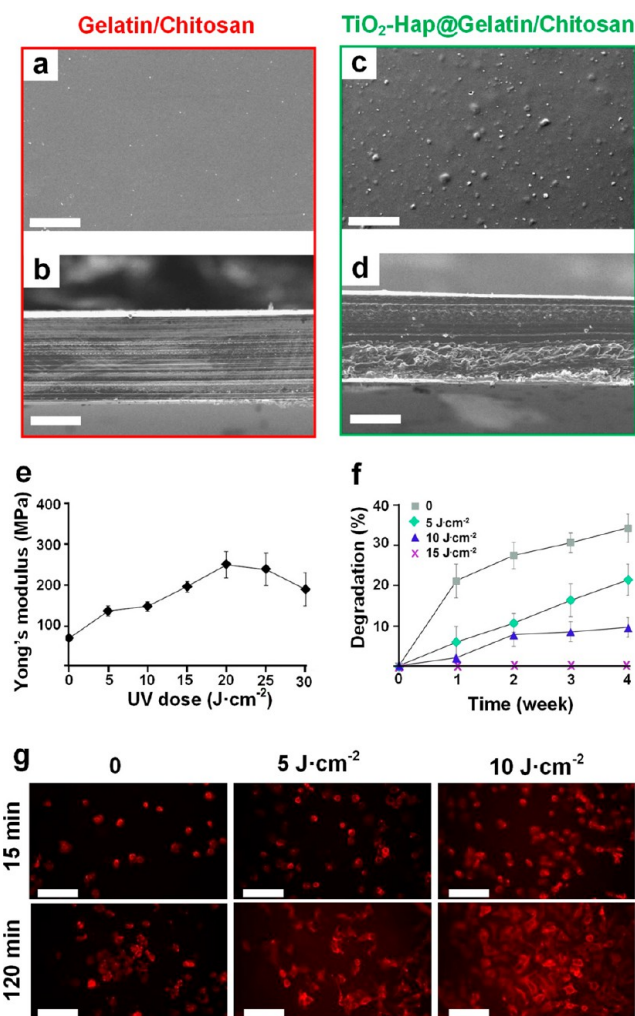 Gelatin/Chitosan
TiO₂-Hap@Gelatin/Chitosan
a
c
b
d
e
Yong's modulus (MPa)
400
300
200
100
0
5
10
15
20
25
30
UV dose (J·cm⁻²)
f
Degradation (%)
40
30
20
10
0
5 J·cm⁻²
10 J·cm⁻²
15 J·cm⁻²
0
1
2
3
4
Time (week)
g
0
5 J·cm⁻²
10 J·cm⁻²
15 min
120 min